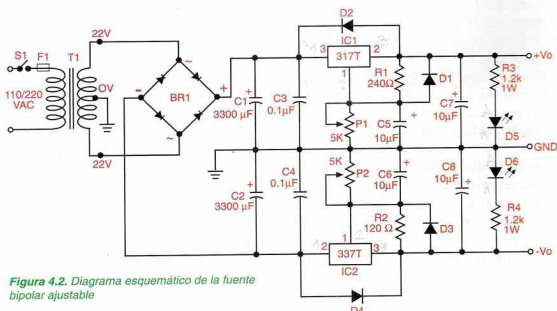 S1
F1
T1
110/220
VAC
22V
OV
22V
BR1
-
+
~
~
C1
+
3300 µF
C2
+
3300 µF
C3
0.1µF
C4
0.1µF
D2
IC1
3
317T
2
1
R1
240Ω
D1
P1
5K
C5
+
10µF
C7
+
10µF
R3
1.2k
1W
D5
+Vo
GND
5K
P2
C6
+
10µF
C8
+
10µF
D6
R4
1.2k
1W
R2
120 Ω
D3
1
2
337T
3
IC2
D4
-Vo
Figura 4.2. Diagrama esquemático de la fuente
bipolar ajustable